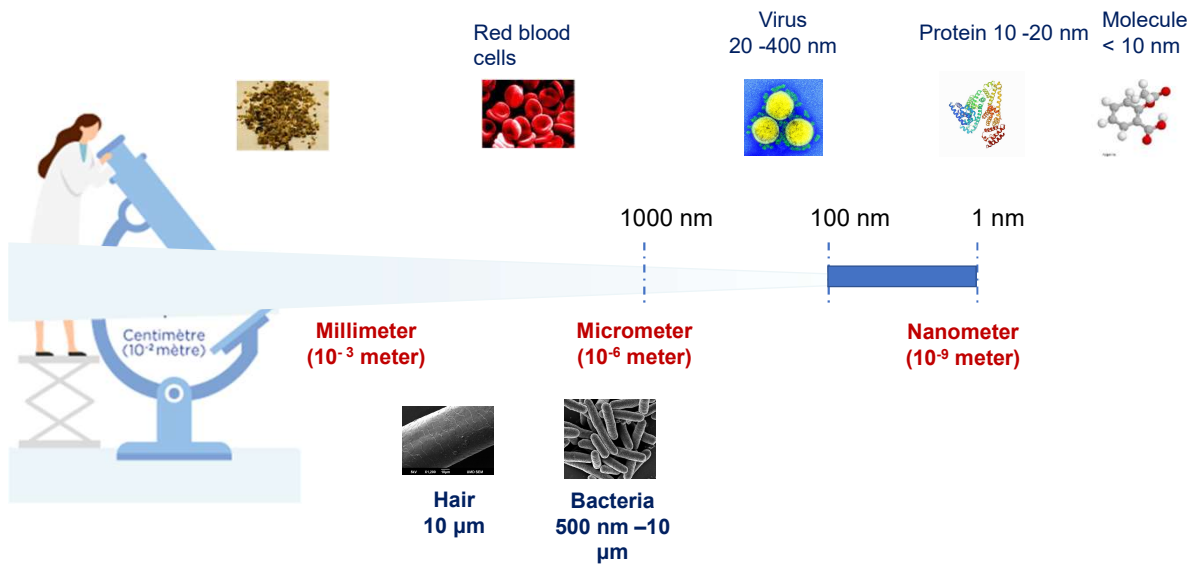 Red blood
cells
Virus
20 -400 nm
Protein 10 -20 nm
Molecule
< 10 nm
1000 nm
100 nm
1 nm
Centimètre
(10⁻² mètre)
Millimeter
(10⁻ ³ meter)
Micrometer
(10⁻⁶ meter)
Nanometer
(10⁻⁹ meter)
Hair
10 µm
Bacteria
500 nm –10
µm